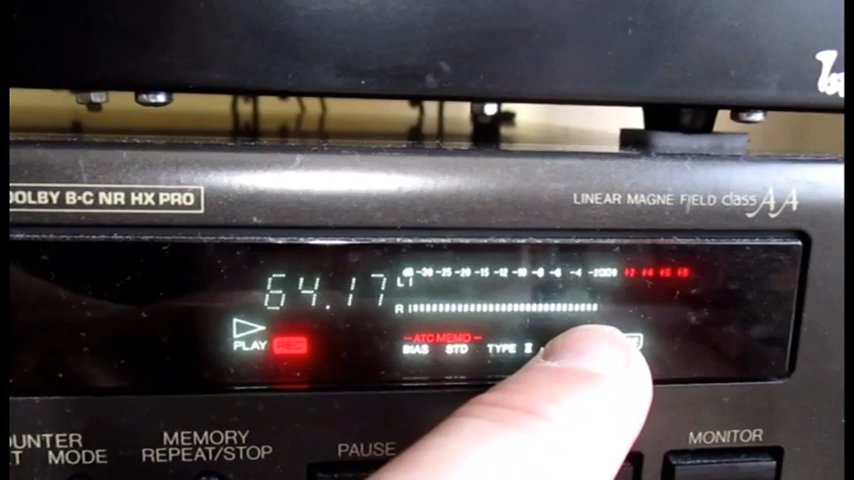 DOLBY B·C NR HX PRO
LINEAR MAGNE FIELD class AA
64.17
dB -30 -25 -20 -15 -12 -10 -8 -6 -4 -2
+2 +4 +6 +8
L
R
PLAY REC
ATC MEMO
BIAS STD TYPE II
MODE
MEMORY
REPEAT/STOP
PAUSE
MONITOR